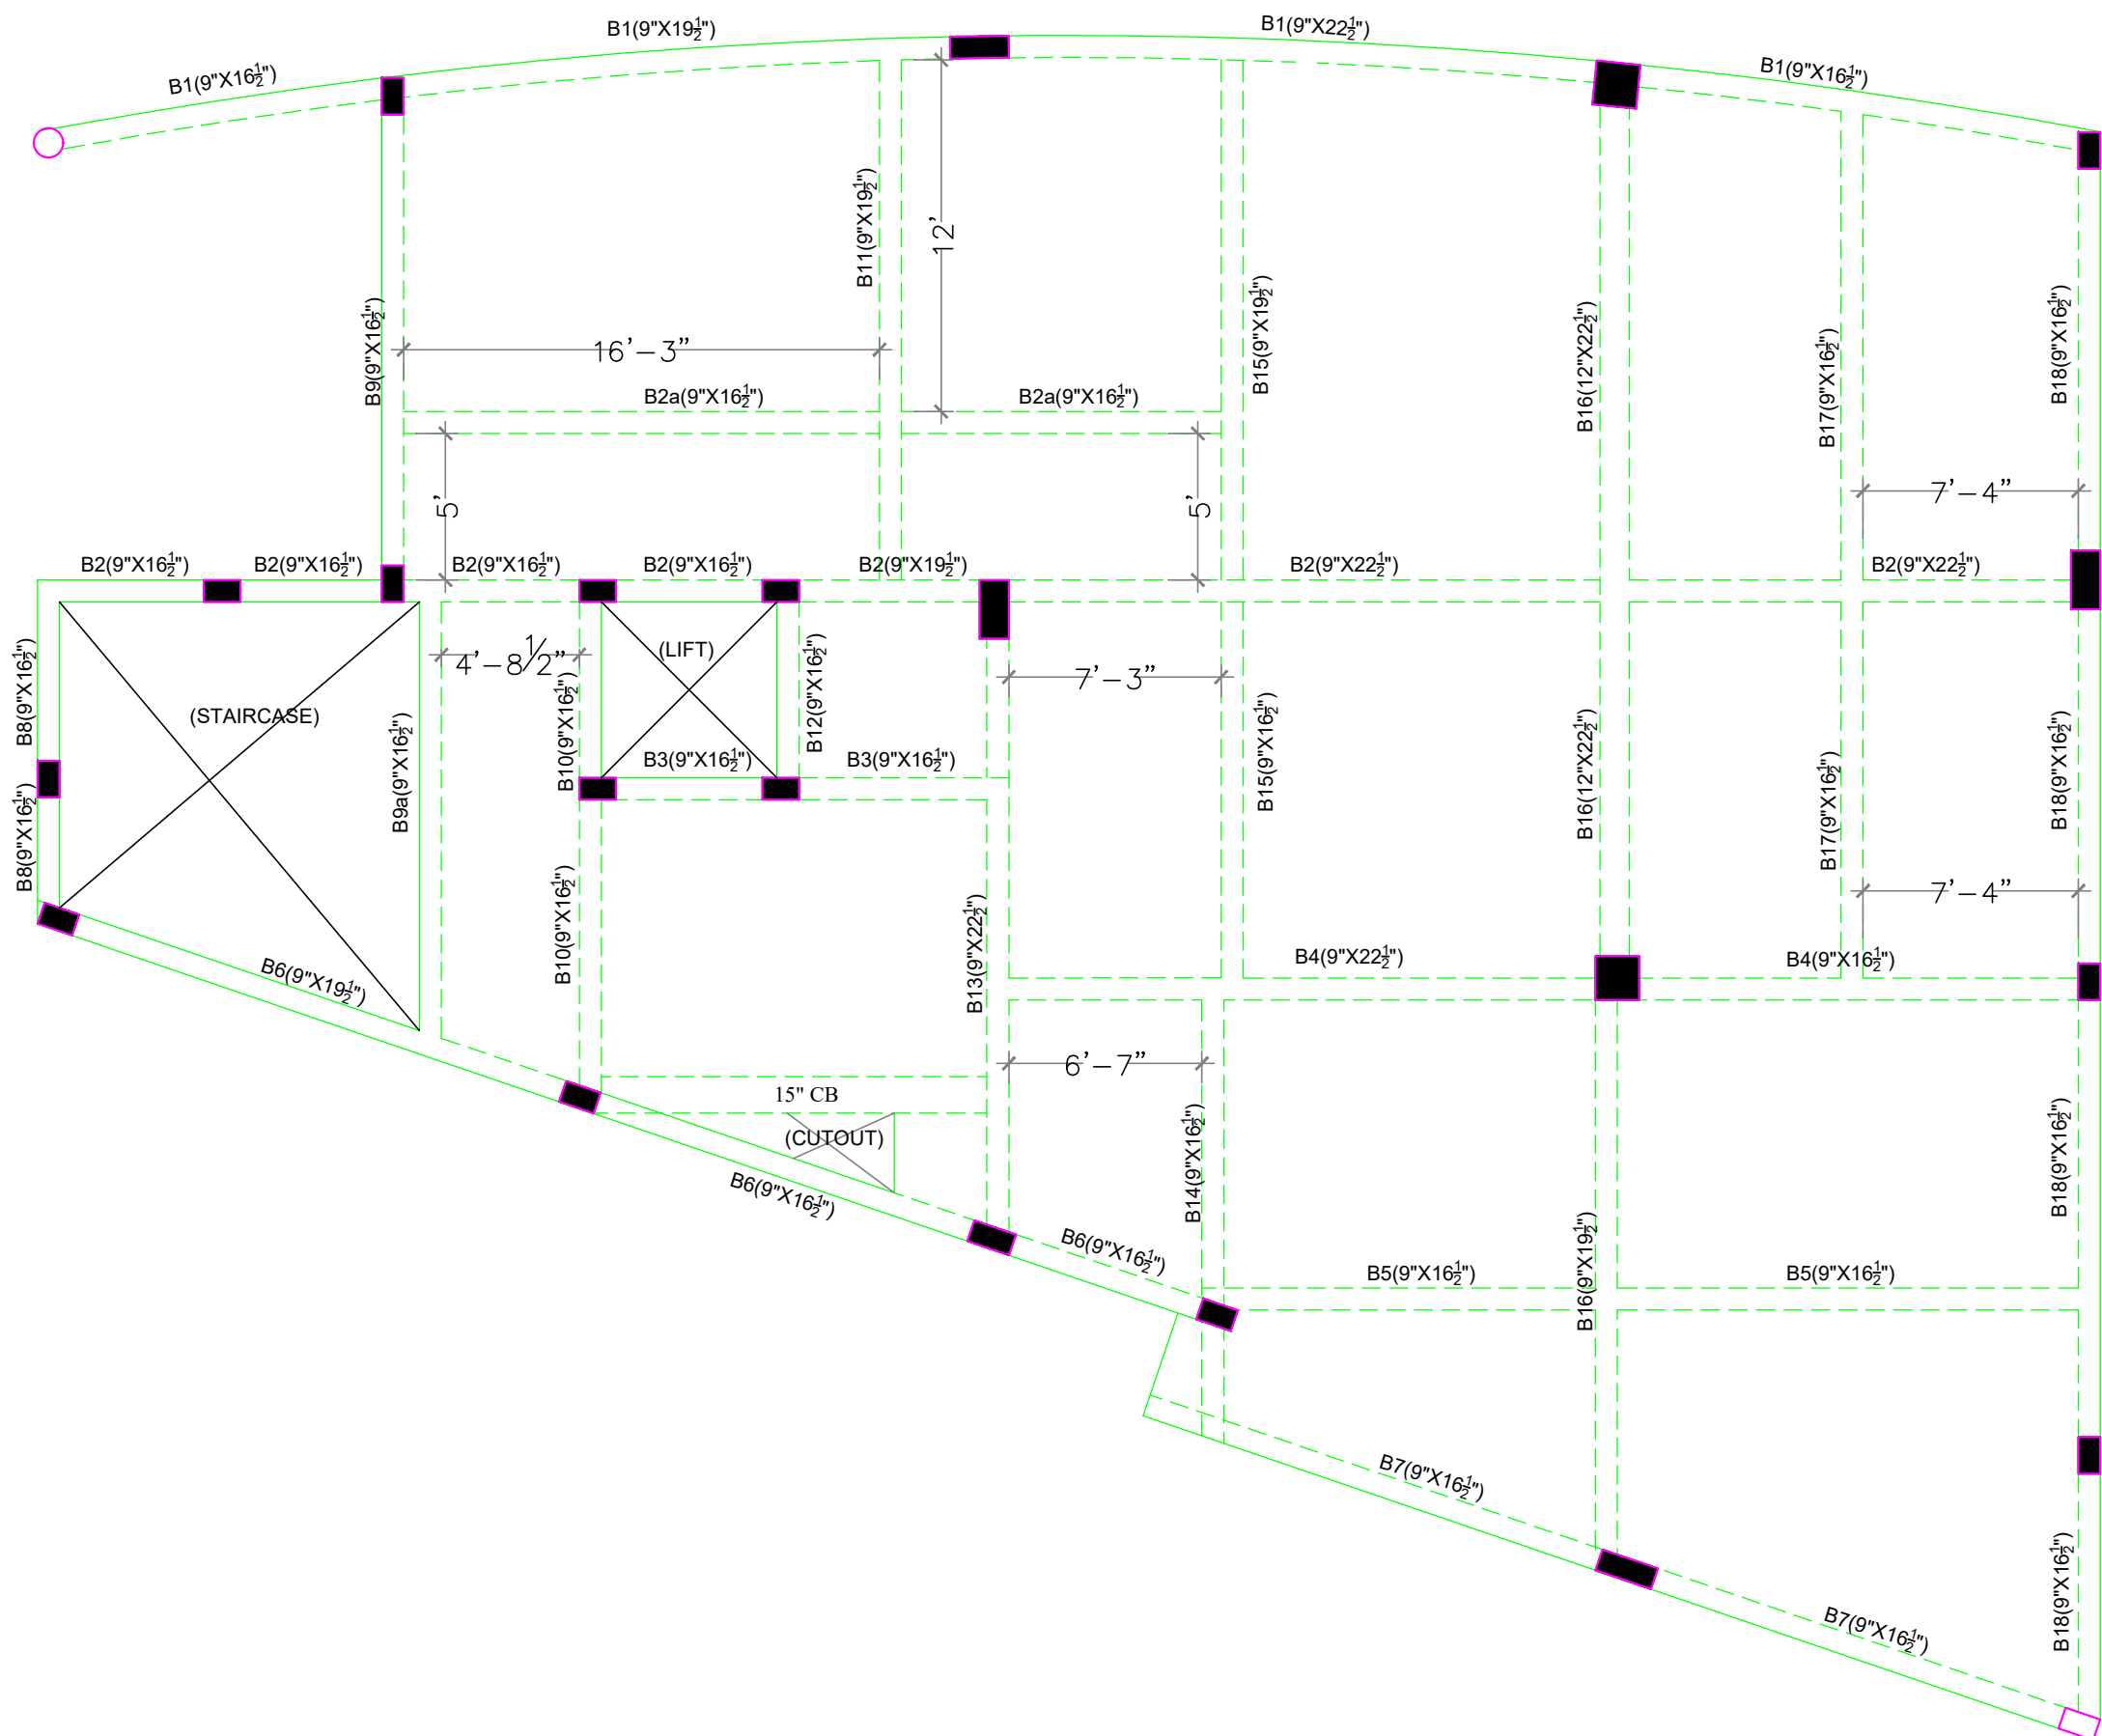 B1(9"X19½")
B1(9"X22½")
B1(9"X16½")
B1(9"X16½")
B11(9"X19½")
12'
B15(9"X19½")
B9(9"X16½")
B16(12"X22½")
B17(9"X16½")
B18(9"X16½")
16'-3"
B2a(9"X16½")
B2a(9"X16½")
5'
5'
7'-4"
B2(9"X16½")
B2(9"X16½")
B2(9"X16½")
B2(9"X16½")
B2(9"X19½")
B2(9"X22½")
B2(9"X22½")
B8(9"X16½")
(STAIRCASE)
B9a(9"X16½")
4'-8½"
B10(9"X16½")
(LIFT)
B12(9"X16½")
7'-3"
B15(9"X16½")
B16(12"X22½")
B17(9"X16½")
B18(9"X16½")
B3(9"X16½")
B3(9"X16½")
B8(9"X16½")
7'-4"
B10(9"X16½")
B13(9"X22½")
B6(9"X19½")
B4(9"X22½")
B4(9"X16½")
6'-7"
15" CB
(CUTOUT)
B14(9"X16½")
B18(9"X16½")
B6(9"X16½")
B6(9"X16½")
B16(9"X19½")
B5(9"X16½")
B5(9"X16½")
B7(9"X16½")
B7(9"X16½")
B18(9"X16½")